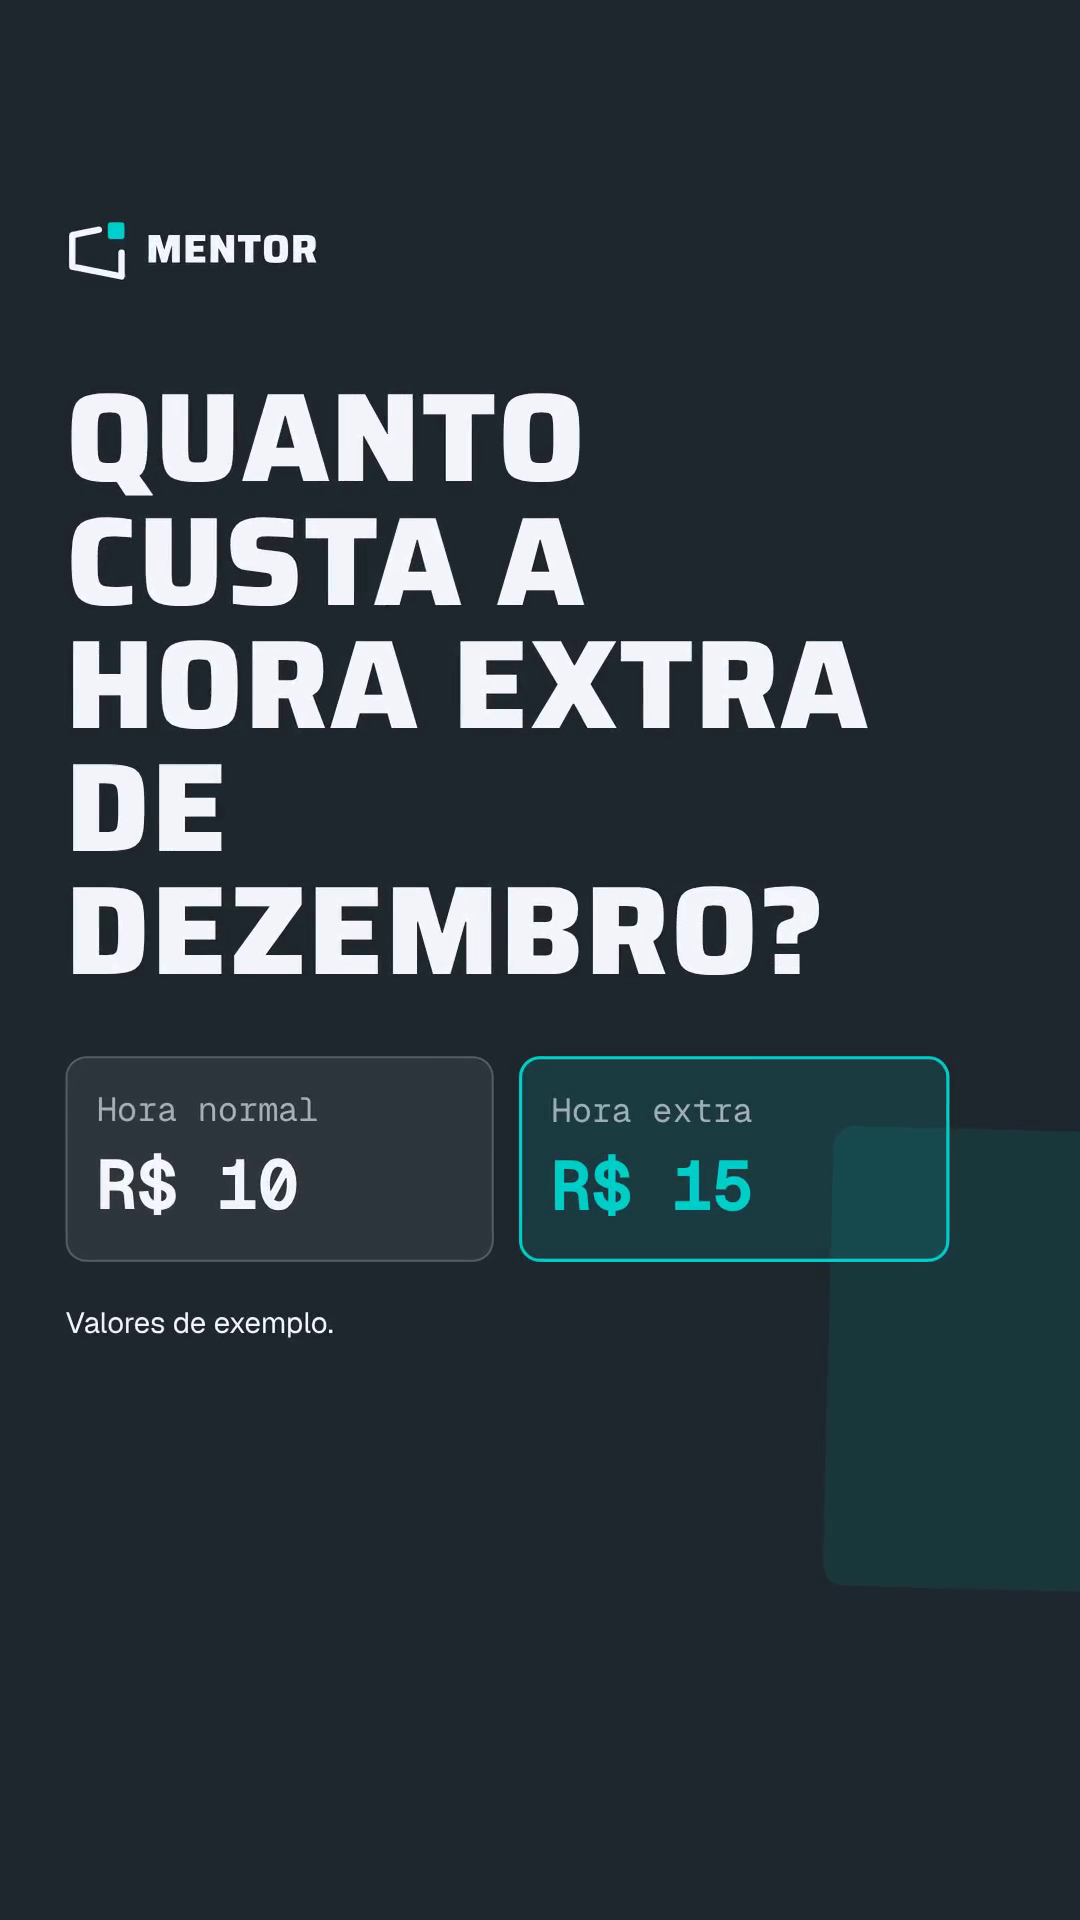 MENTOR
QUANTO
CUSTA A
HORA EXTRA
DE
DEZEMBRO?
Hora normal
R$ 10
Hora extra
R$ 15
Valores de exemplo.